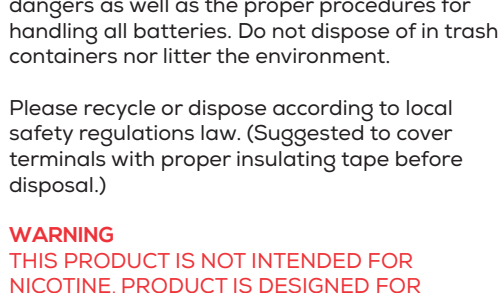 dangers as well as the proper procedures for
handling all batteries. Do not dispose of in trash
containers nor litter the environment.
Please recycle or dispose according to local
safety regulations law. (Suggested to cover
terminals with proper insulating tape before
disposal.)
WARNING
THIS PRODUCT IS NOT INTENDED FOR
NICOTINE. PRODUCT IS DESIGNED FOR